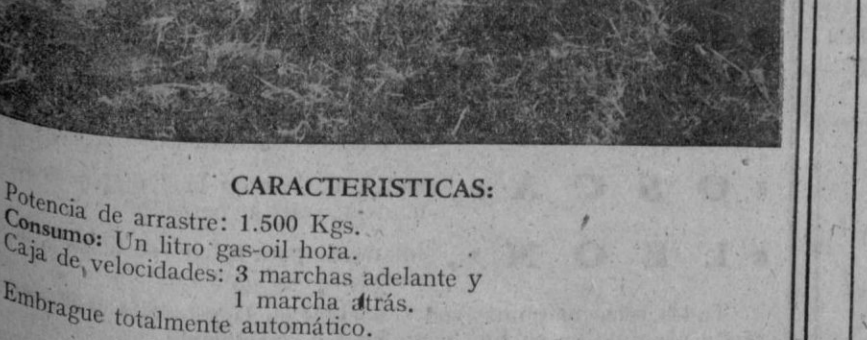 CARACTERISTICAS:
Potencia de arrastre: 1.500 Kgs.
Consumo: Un litro gas-oil hora.
Caja de velocidades: 3 marchas adelante y
1 marcha atrás.
Embrague totalmente automático.